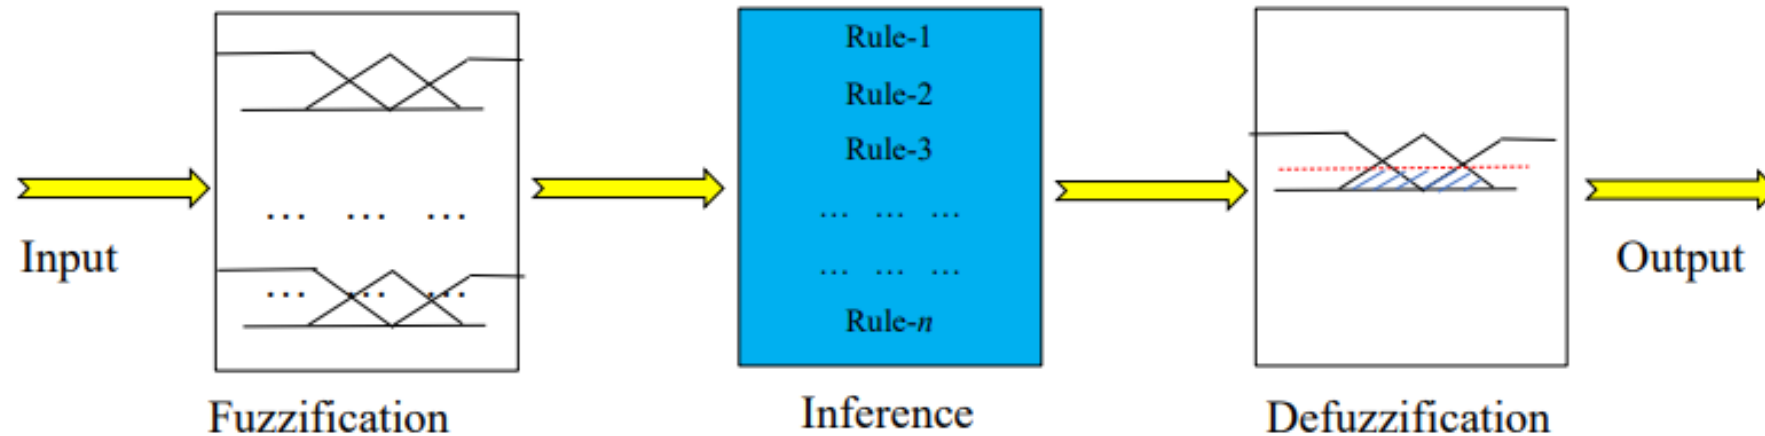 Input
... ... ...
... ... ...
Fuzzification
Rule-1
Rule-2
Rule-3
... ... ...
... ... ...
Rule-n
Inference
Defuzzification
Output